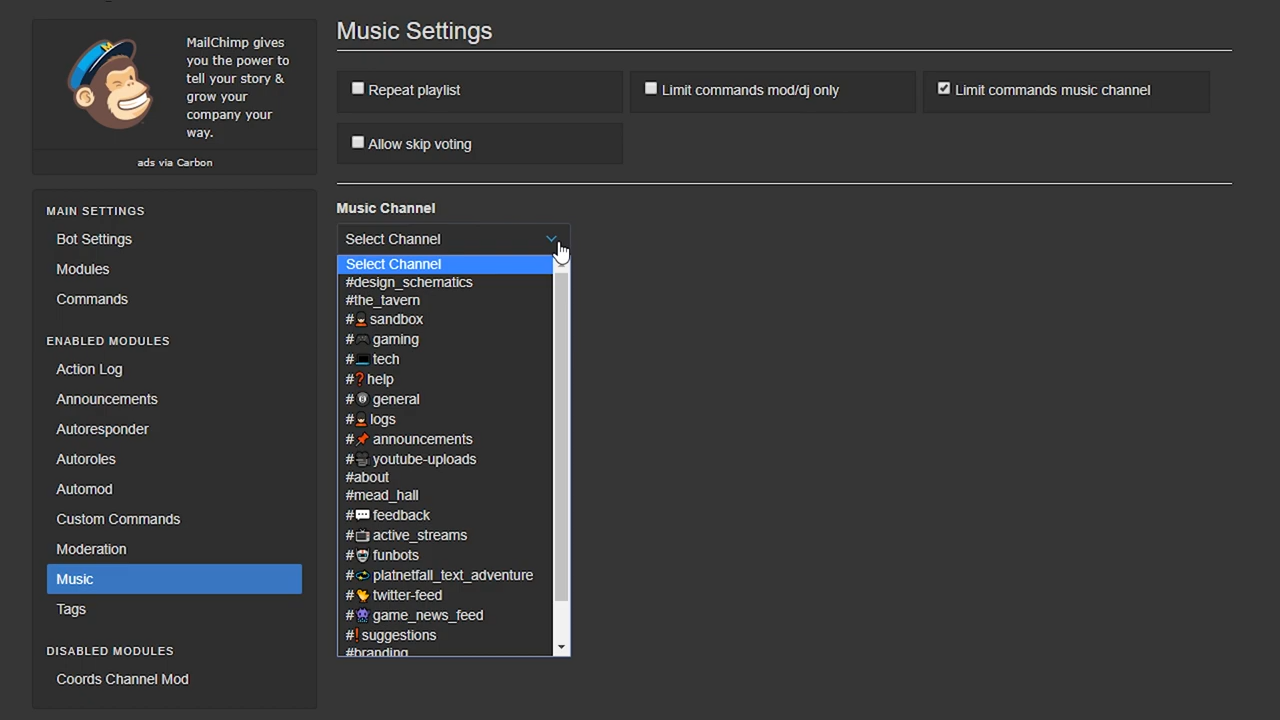 MailChimp gives
you the power to
tell your story &
grow your
company your
way.
ads via Carbon
MAIN SETTINGS
Bot Settings
Modules
Commands
ENABLED MODULES
Action Log
Announcements
Autoresponder
Autoroles
Automod
Custom Commands
Moderation
Music
Tags
DISABLED MODULES
Coords Channel Mod
Music Settings
Repeat playlist
Limit commands mod/dj only
Limit commands music channel
Allow skip voting
Music Channel
Select Channel
Select Channel
#design_schematics
#the_tavern
#💂sandbox
#🎮gaming
#💻tech
#❓help
#🎱general
#💂logs
#📌announcements
#🎥youtube-uploads
#about
#mead_hall
#💬feedback
#📺active_streams
#🤖funbots
#💫platnetfall_text_adventure
#🐤twitter-feed
#👾game_news_feed
#❗suggestions
#branding